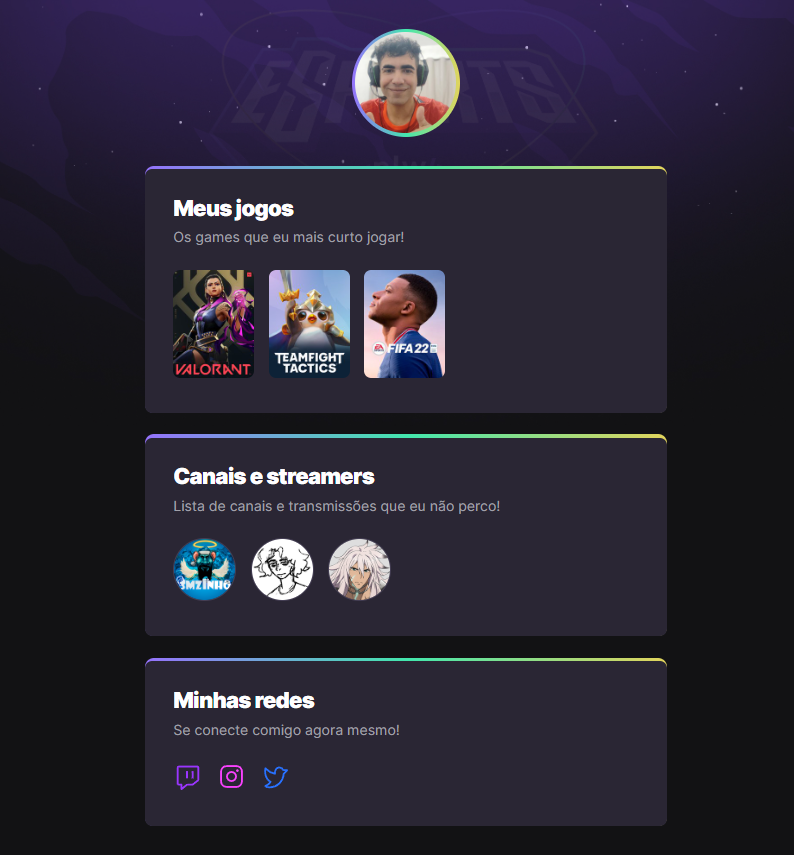 ESPORTS
Meus jogos
Os games que eu mais curto jogar!
VALORANT
TEAMFIGHT
TACTICS
FIFA 22
Canais e streamers
Lista de canais e transmissões que eu não perco!
Minhas redes
Se conecte comigo agora mesmo!